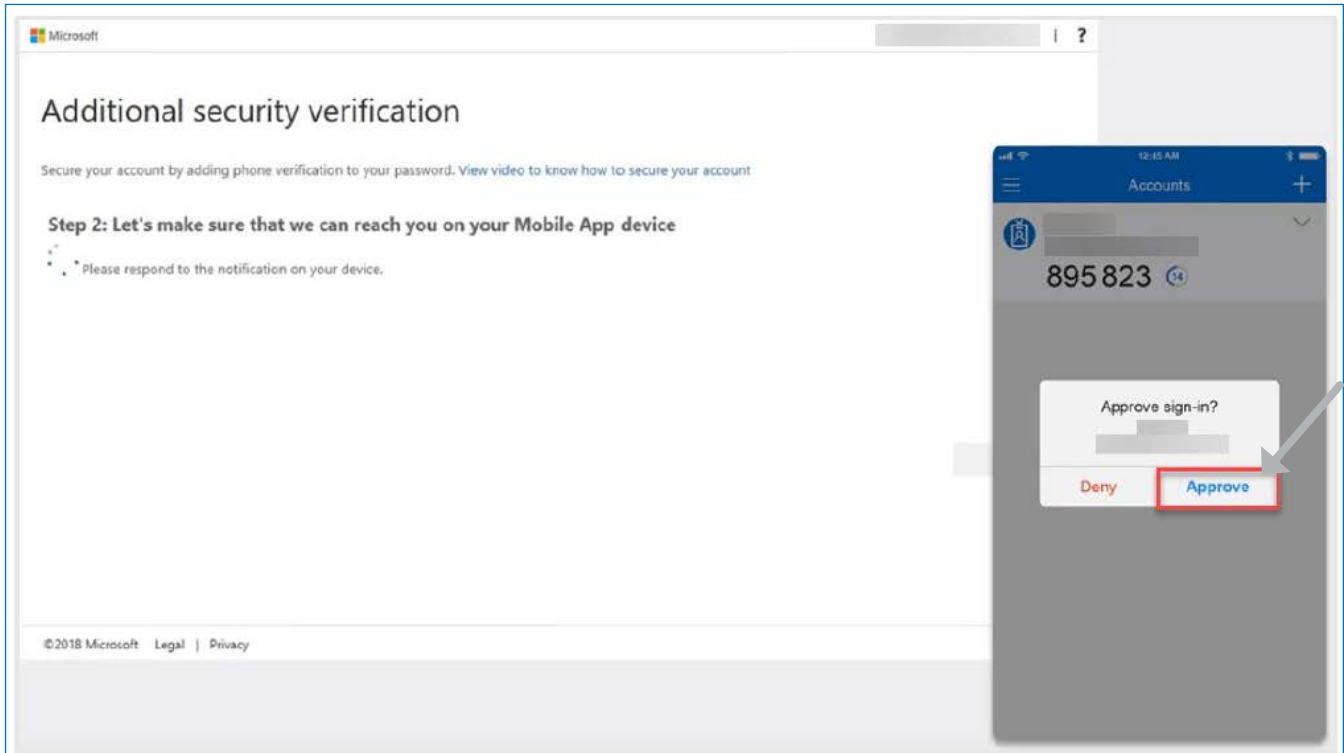 Microsoft
| ?
Additional security verification
Secure your account by adding phone verification to your password. View video to know how to secure your account
Step 2: Let's make sure that we can reach you on your Mobile App device
Please respond to the notification on your device.
©2018 Microsoft Legal | Privacy
12:45 AM
Accounts
895 823 14
Approve sign-in?
Deny Approve